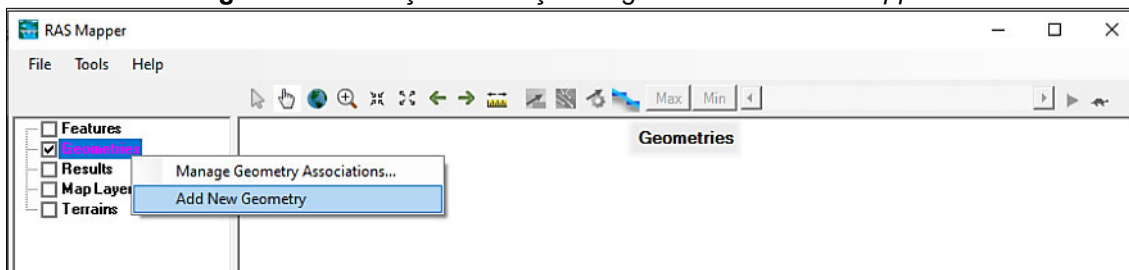 RAS Mapper
File Tools Help
Max Min
Features
Geometries
Geometries
Results
Manage Geometry Associations...
Map Layer
Add New Geometry
Terrains